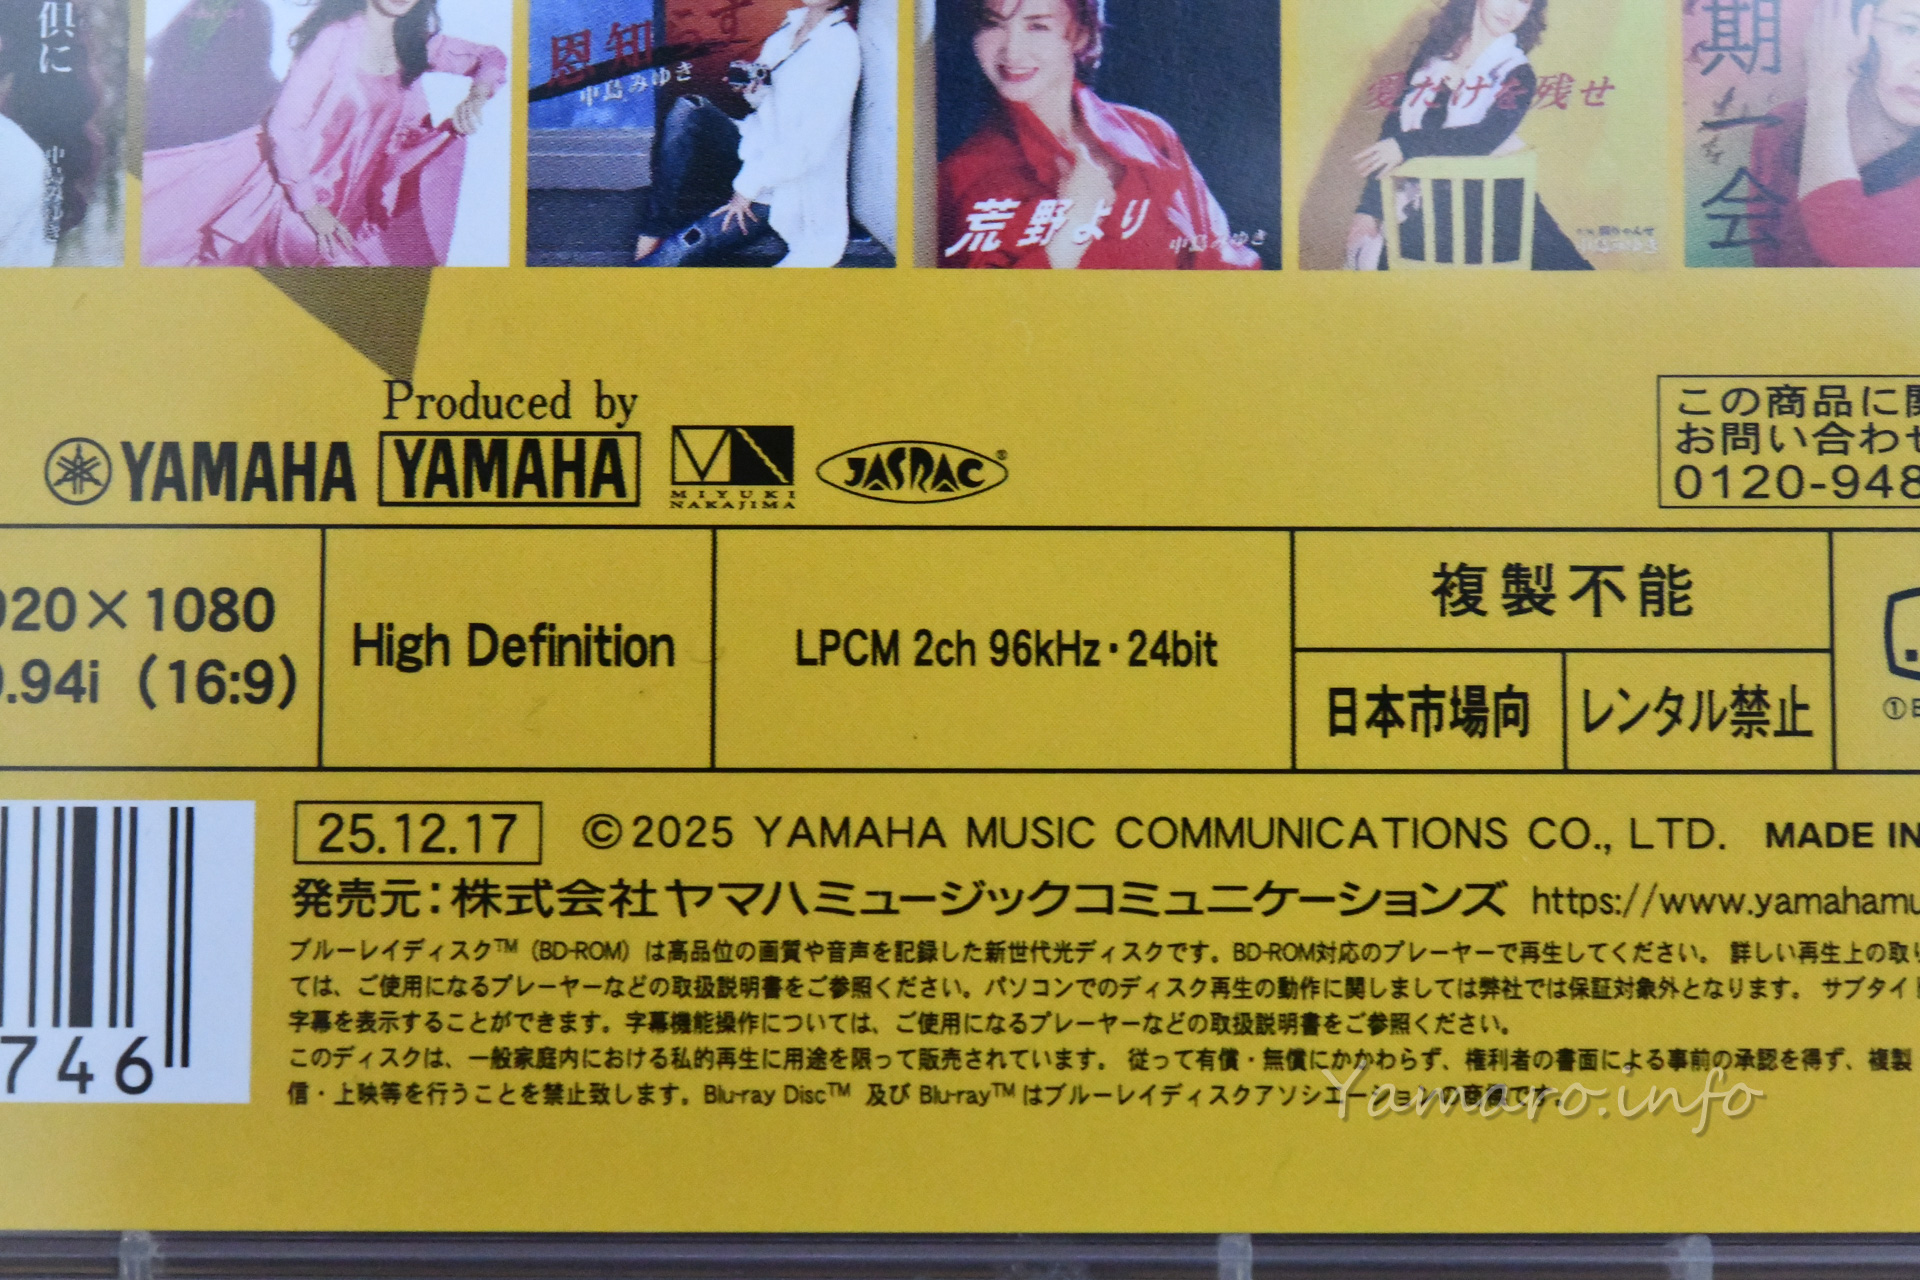 俱に
中島みゆき
恩知らず
中島みゆき
荒野より
中島みゆき
愛だけを残せ
中島みゆき
期一会
Produced by
YAMAHA
YAMAHA
MIYUKI
NAKAJIMA
JASRAC®
この商品に
お問い合わせ
0120-948
920×1080
.94i（16:9）
High Definition
LPCM 2ch 96kHz・24bit
複製不能
日本市場向
レンタル禁止
25.12.17
©2025 YAMAHA MUSIC COMMUNICATIONS CO., LTD. MADE IN
発売元：株式会社ヤマハミュージックコミュニケーションズ https://www.yamahamu
ブルーレイディスク™（BD-ROM）は高品位の画質や音声を記録した新世代光ディスクです。BD-ROM対応のプレーヤーで再生してください。 詳しい再生上の取り
ては、ご使用になるプレーヤーなどの取扱説明書をご参照ください。パソコンでのディスク再生の動作に関しましては弊社では保証対象外となります。 サブタイ
字幕を表示することができます。字幕機能操作については、ご使用になるプレーヤーなどの取扱説明書をご参照ください。
このディスクは、一般家庭内における私的再生に用途を限って販売されています。 従って有償・無償にかかわらず、権利者の書面による事前の承認を得ず、複製
信・上映等を行うことを禁止致します。Blu-ray Disc™ 及び Blu-ray™はブルーレイディスクアソシエーションの商標です。
746
Yamaro.info